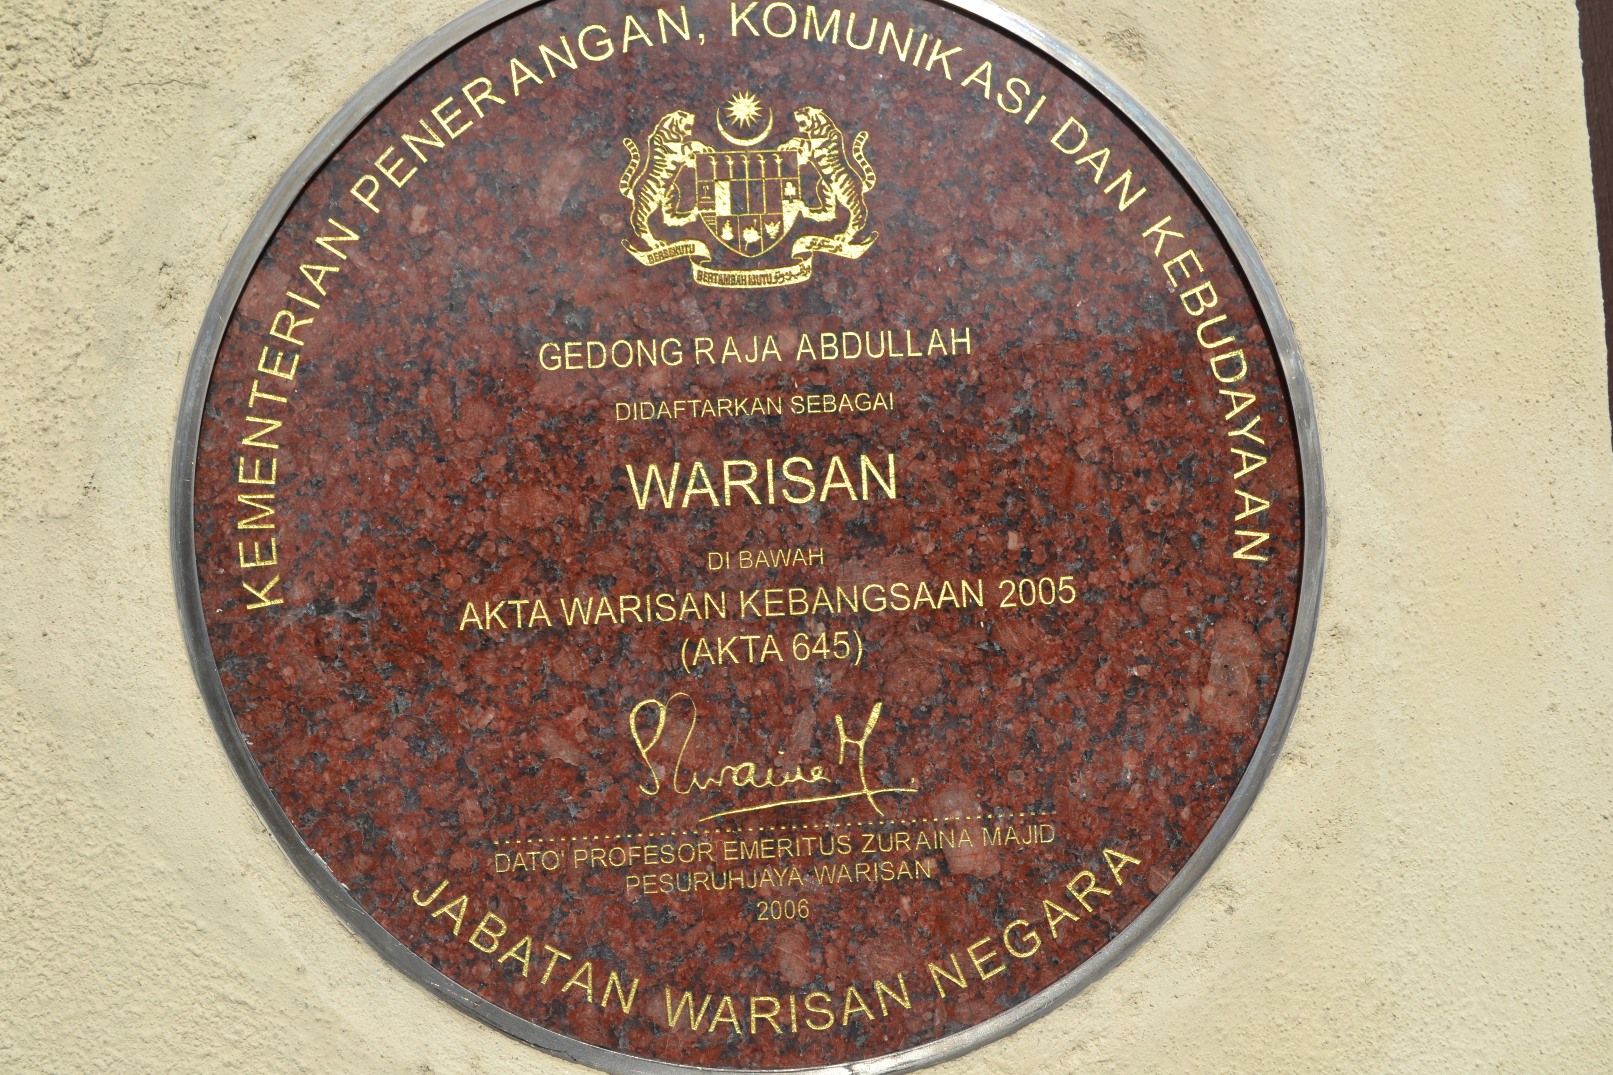 KEMENTERIAN PENERANGAN, KOMUNIKASI DAN KEBUDAYAAN
BERSEKUTU
BERTAMBAH MUTU
GEDONG RAJA ABDULLAH
DIDAFTARKAN SEBAGAI
WARISAN
DI BAWAH
AKTA WARISAN KEBANGSAAN 2005
(AKTA 645)
DATO' PROFESOR EMERITUS ZURAINA MAJID
PESURUHJAYA WARISAN
2006
JABATAN WARISAN NEGARA